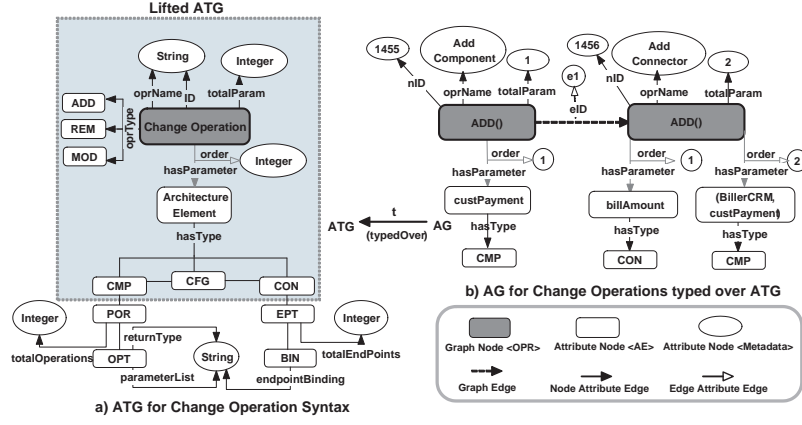 Lifted ATG
String
Integer
oprName
ID
totalParam
ADD
REM
MOD
oprType
Change Operation
order
hasParameter
Integer
Architecture
Element
hasType
CMP
CFG
CON
POR
EPT
OPT
BIN
Integer
Integer
String
returnType
totalOperations
parameterList
totalEndPoints
endpointBinding
a) ATG for Change Operation Syntax
t
ATG
AG
(typedOver)
1455
Add
Component
1
nID
oprName
totalParam
e1
eID
ADD()
order
1
hasParameter
custPayment
hasType
CMP
1456
Add
Connector
2
nID
oprName
totalParam
ADD()
order
1
hasParameter
billAmount
hasType
CON
order
2
hasParameter
(BillerCRM,
custPayment)
hasType
CMP
b) AG for Change Operations typed over ATG
Graph Node <OPR>
Attribute Node <AE>
Attribute Node <Metadata>
Graph Edge
Node Attribute Edge
Edge Attribute Edge